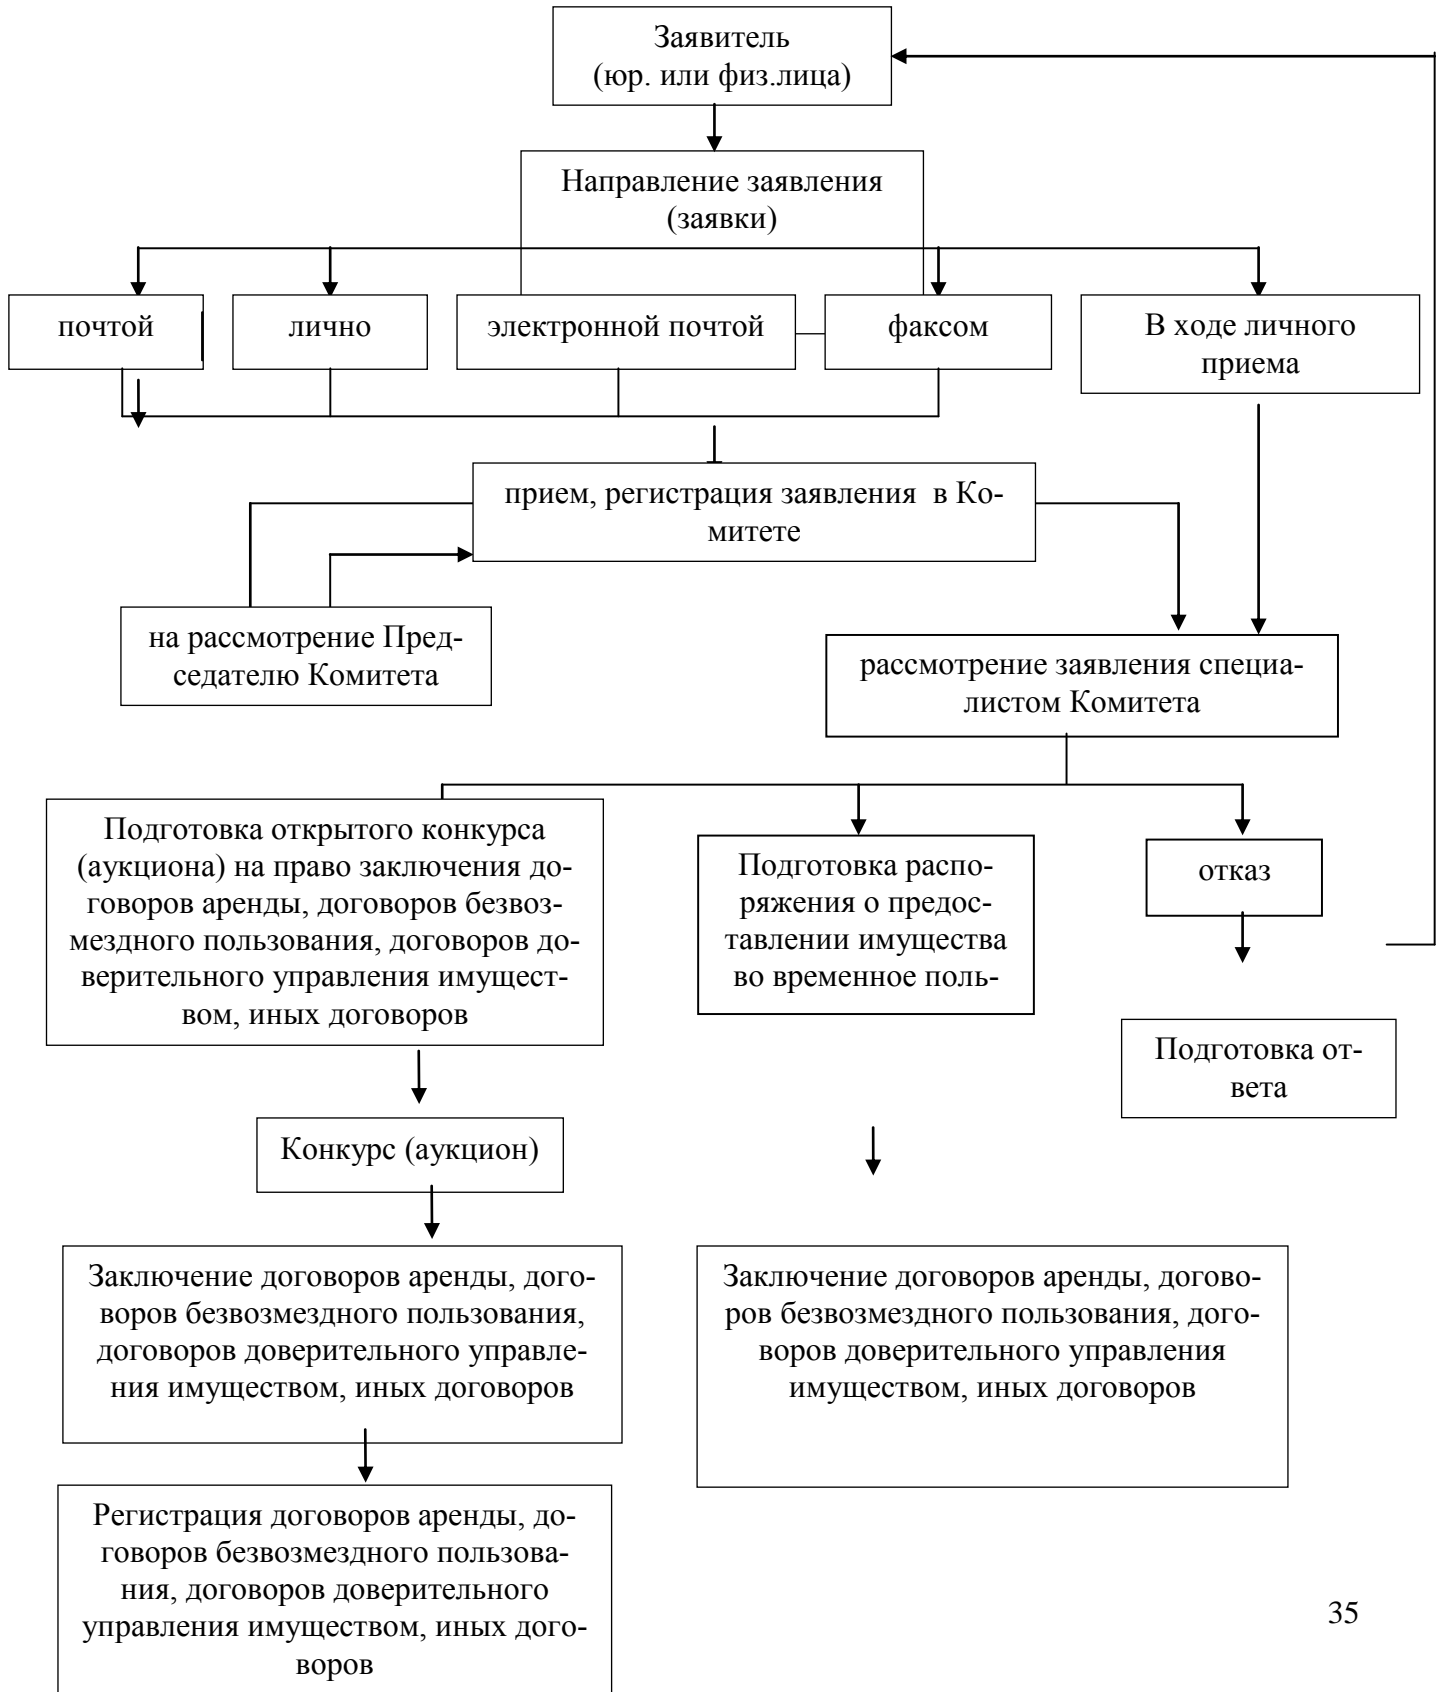 Заявитель
(юр. или физ.лица)
Направление заявления
(заявки)
почтой
лично
электронной почтой
факсом
В ходе личного
приема
прием, регистрация заявления в Ко-
митете
на рассмотрение Пред-
седателю Комитета
рассмотрение заявления специа-
листом Комитета
Подготовка открытого конкурса
(аукциона) на право заключения до-
говоров аренды, договоров безвоз-
мездного пользования, договоров до-
верительного управления имущест-
вом, иных договоров
Подготовка распо-
ряжения о предос-
тавлении имущества
во временное поль-
отказ
Подготовка от-
вета
Конкурс (аукцион)
Заключение договоров аренды, дого-
воров безвозмездного пользования,
договоров доверительного управле-
ния имуществом, иных договоров
Заключение договоров аренды, догово-
ров безвозмездного пользования, дого-
воров доверительного управления
имуществом, иных договоров
Регистрация договоров аренды, до-
говоров безвозмездного пользова-
ния, договоров доверительного
управления имуществом, иных дого-
воров
35